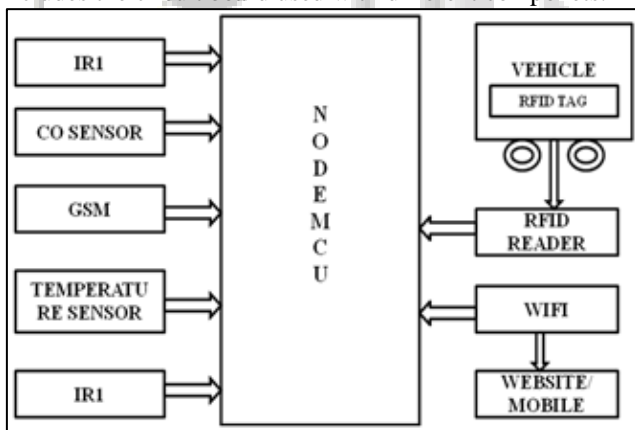 IR1
CO SENSOR
GSM
TEMPERATU
RE SENSOR
IR1
N
O
D
E
M
C
U
VEHICLE
RFID TAG
RFID
READER
WIFI
WEBSITE/
MOBILE